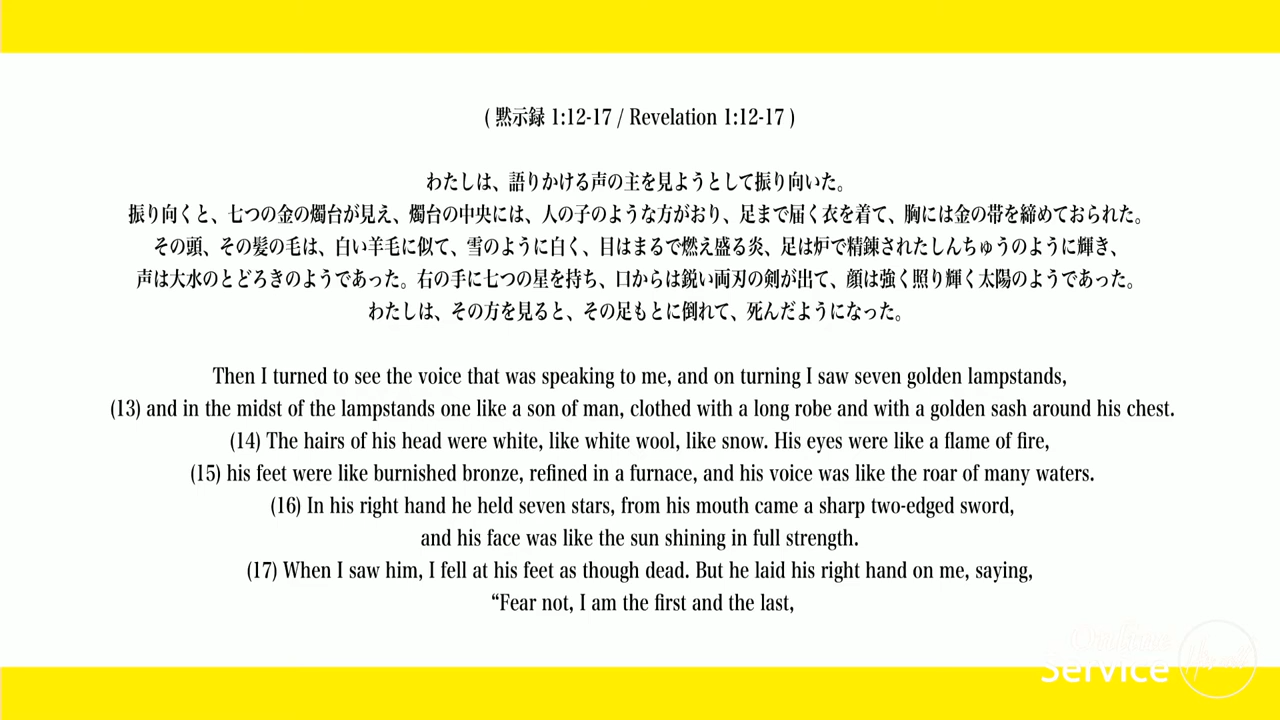 ( 黙示録 1:12-17 / Revelation 1:12-17 )
わたしは、語りかける声の主を見ようとして振り向いた。
振り向くと、七つの金の燭台が見え、燭台の中央には、人の子のような方がおり、足まで届く衣を着て、胸には金の帯を締めておられた。
その頭、その髪の毛は、白い羊毛に似て、雪のように白く、目はまるで燃え盛る炎、足は炉で精錬されたしんちゅうのように輝き、
声は大水のとどろきのようであった。右の手に七つの星を持ち、口からは鋭い両刃の剣が出て、顔は強く照り輝く太陽のようであった。
わたしは、その方を見ると、その足もとに倒れて、死んだようになった。
Then I turned to see the voice that was speaking to me, and on turning I saw seven golden lampstands,
(13) and in the midst of the lampstands one like a son of man, clothed with a long robe and with a golden sash around his chest.
(14) The hairs of his head were white, like white wool, like snow. His eyes were like a flame of fire,
(15) his feet were like burnished bronze, refined in a furnace, and his voice was like the roar of many waters.
(16) In his right hand he held seven stars, from his mouth came a sharp two-edged sword,
and his face was like the sun shining in full strength.
(17) When I saw him, I fell at his feet as though dead. But he laid his right hand on me, saying,
“Fear not, I am the first and the last,
Online
Service